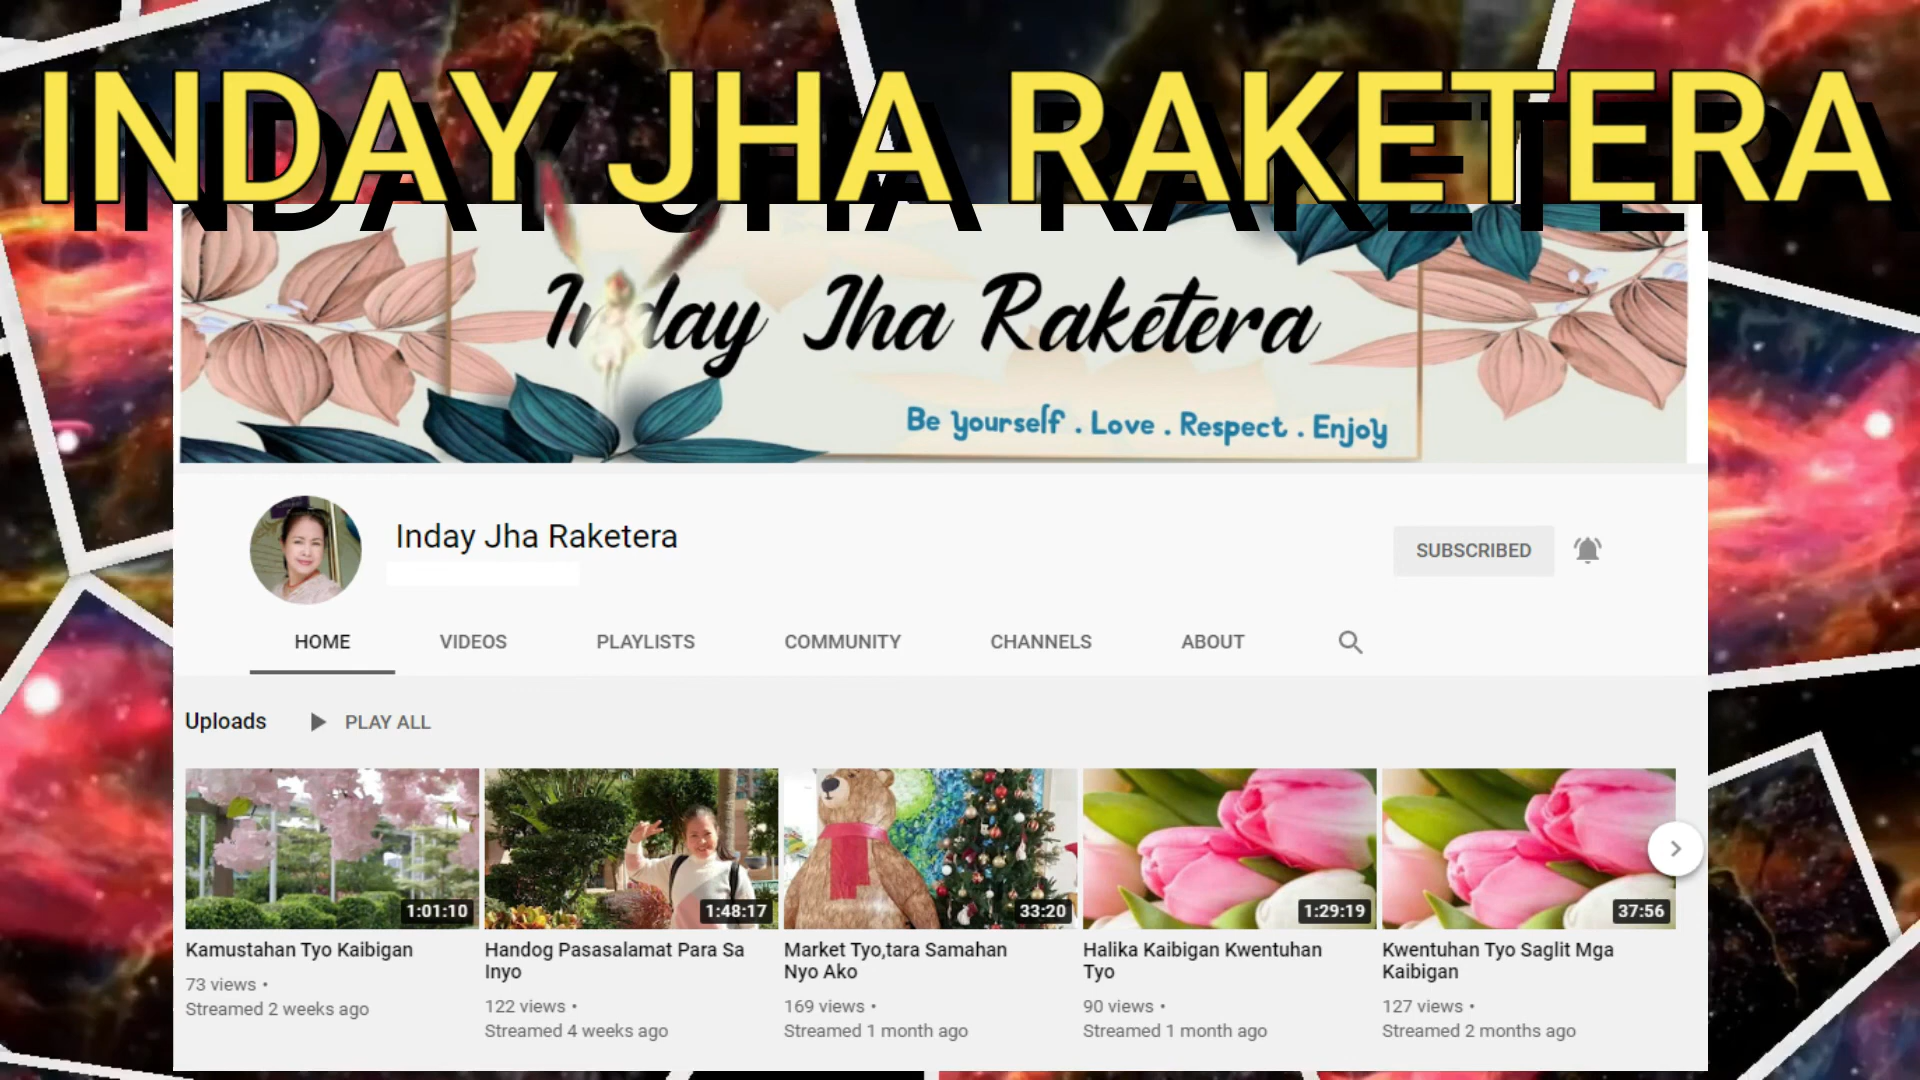 INDAY JHA RAKETERA
Inday Jha Raketera
Be yourself . Love . Respect . Enjoy
Inday Jha Raketera
SUBSCRIBED
HOME VIDEOS PLAYLISTS COMMUNITY CHANNELS ABOUT
Uploads PLAY ALL
1:01:10 1:48:17 33:20 1:29:19 37:56
Kamustahan Tyo Kaibigan
73 views •
Streamed 2 weeks ago
Handog Pasasalamat Para Sa
Inyo
122 views •
Streamed 4 weeks ago
Market Tyo,tara Samahan
Nyo Ako
169 views •
Streamed 1 month ago
Halika Kaibigan Kwentuhan
Tyo
90 views •
Streamed 1 month ago
Kwentuhan Tyo Saglit Mga
Kaibigan
127 views •
Streamed 2 months ago